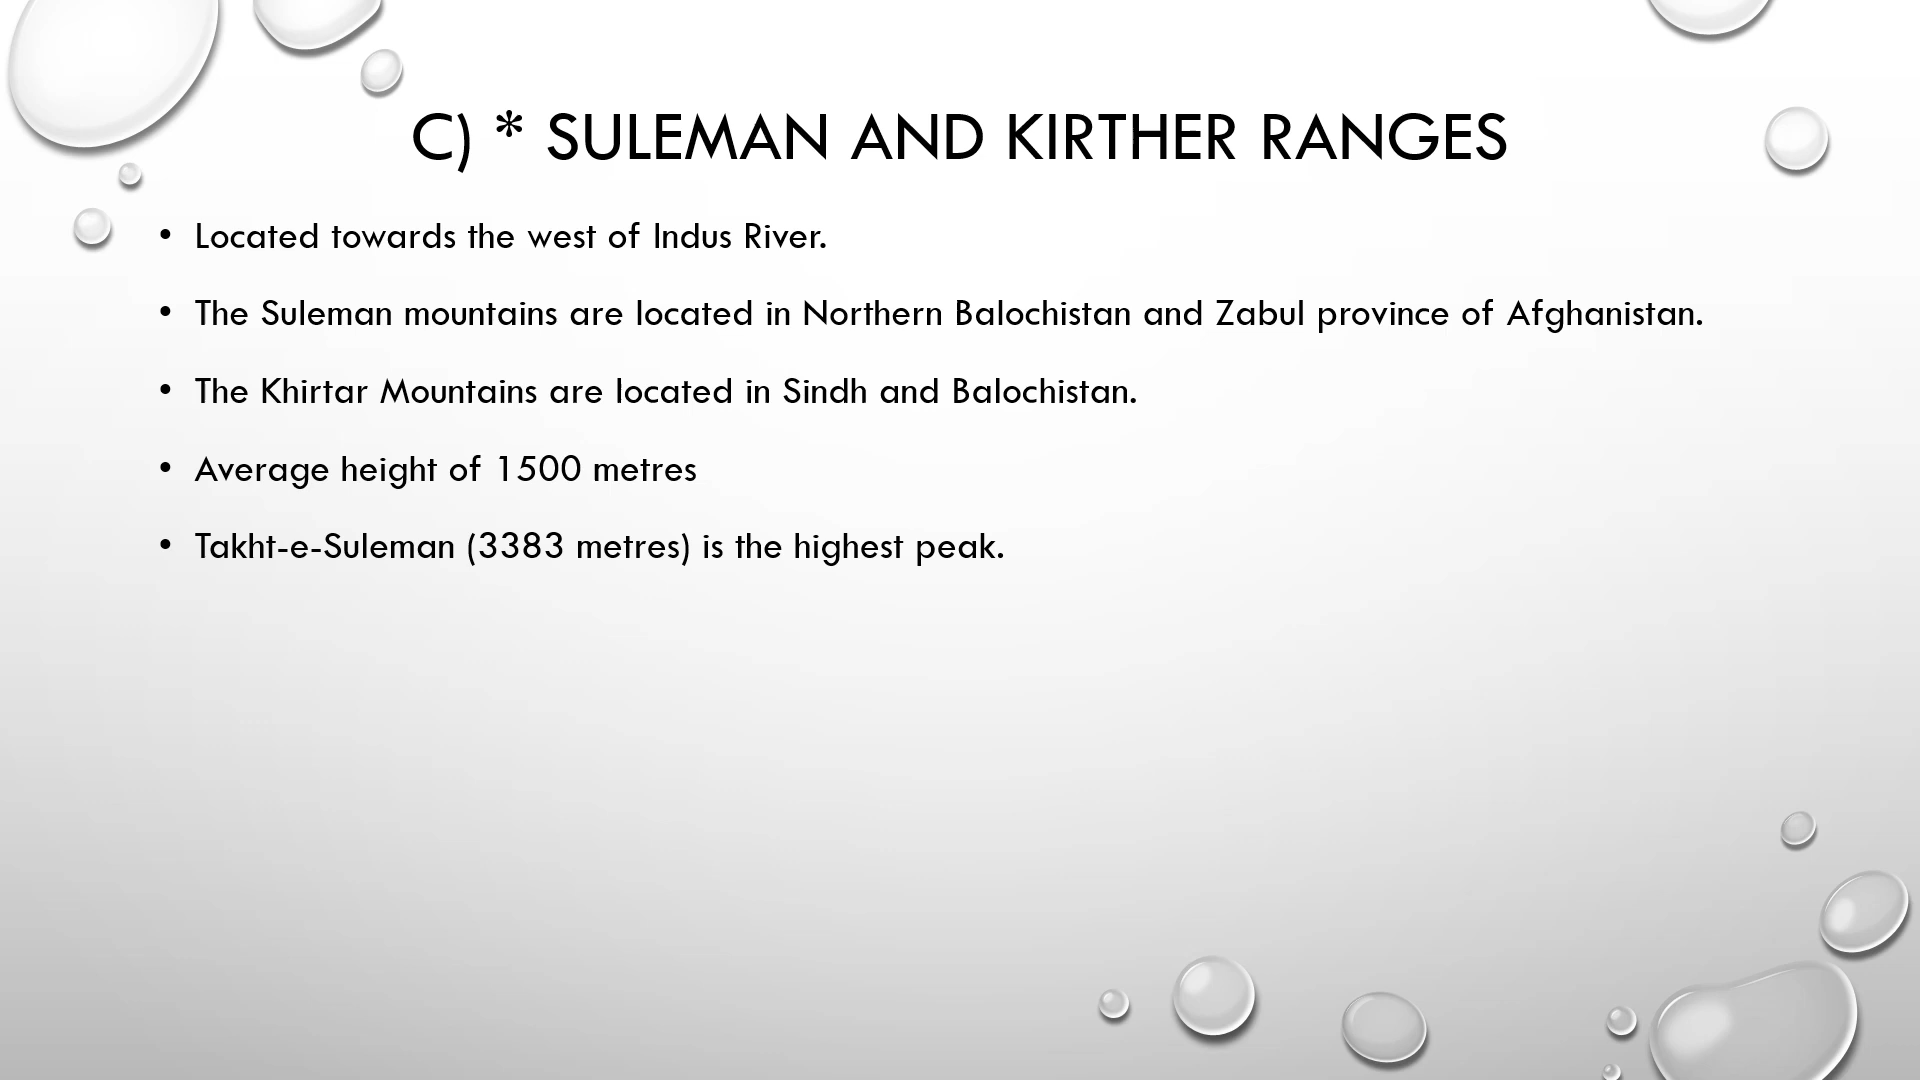 C) * SULEMAN AND KIRTHER RANGES
• Located towards the west of Indus River.
• The Suleman mountains are located in Northern Balochistan and Zabul province of Afghanistan.
• The Khirtar Mountains are located in Sindh and Balochistan.
• Average height of 1500 metres
• Takht-e-Suleman (3383 metres) is the highest peak.